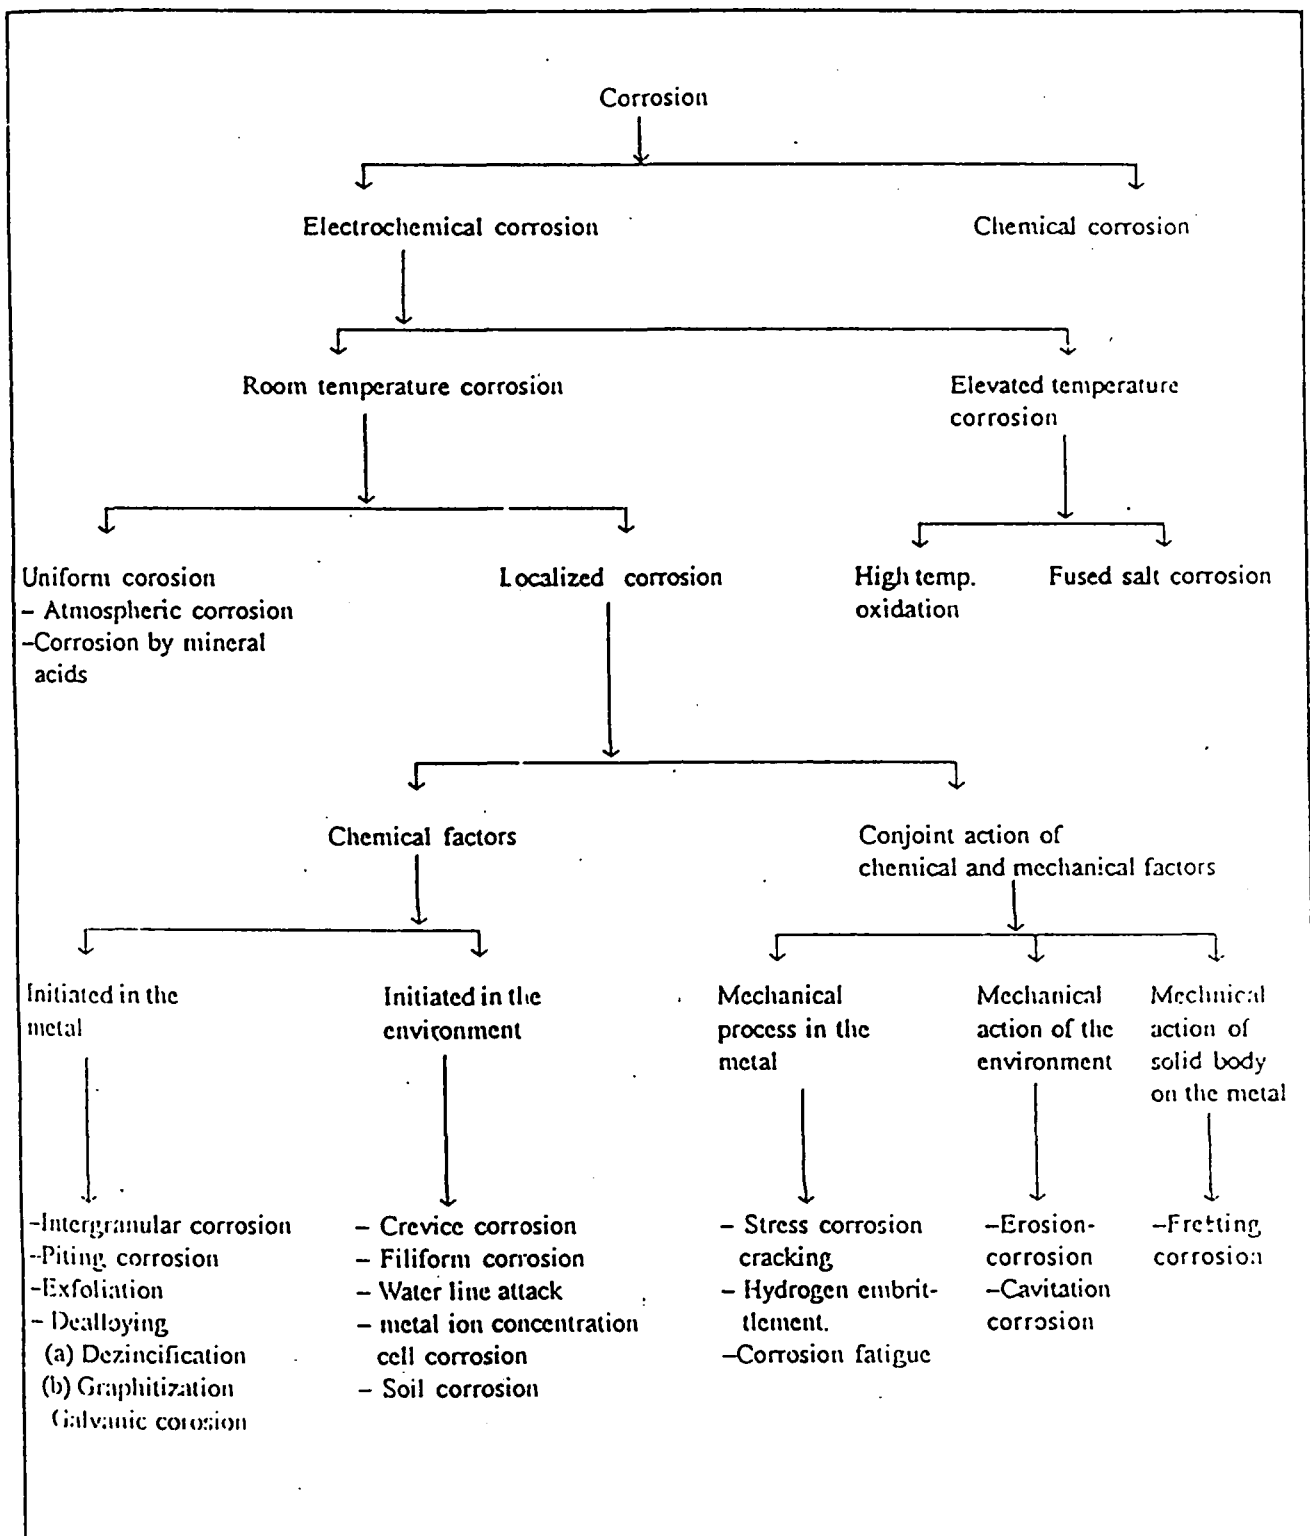 Corrosion
Electrochemical corrosion
Chemical corrosion
Room temperature corrosion
Elevated temperature
corrosion
Uniform corosion
– Atmospheric corrosion
–Corrosion by mineral
acids
Localized corrosion
High temp.
oxidation
Fused salt corrosion
Chemical factors
Conjoint action of
chemical and mechanical factors
Initiated in the
metal
Initiated in the
environment
Mechanical
process in the
metal
Mechanical
action of the
environment
Mechnical
action of
solid body
on the metal
–Intergranular corrosion
–Piting corrosion
–Exfoliation
– Dealloying
(a) Dezincification
(b) Graphitization
Galvanic corosion
– Crevice corrosion
– Filiform corrosion
– Water line attack
– metal ion concentration
cell corrosion
– Soil corrosion
– Stress corrosion
cracking
– Hydrogen embrit-
tlement.
–Corrosion fatigue
–Erosion-
corrosion
–Cavitation
corrosion
–Fretting
corrosion